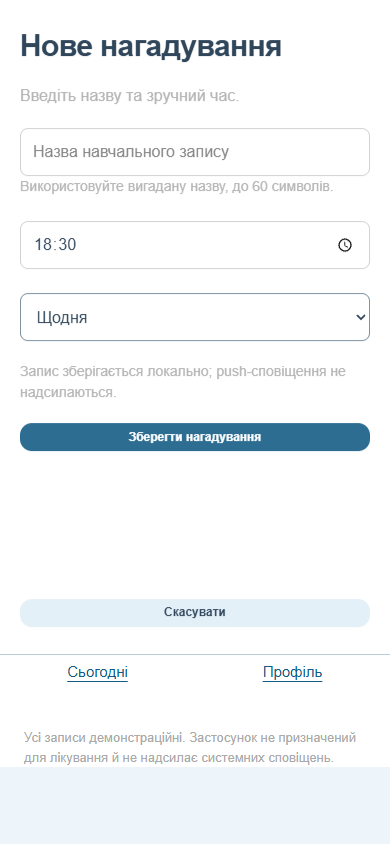 Нове нагадування
Введіть назву та зручний час.
Назва навчального запису
Використовуйте вигадану назву, до 60 символів.
18:30
Щодня
Запис зберігається локально; push-сповіщення не
надсилаються.
Зберегти нагадування
Скасувати
Сьогодні
Профіль
Усі записи демонстраційні. Застосунок не призначений
для лікування й не надсилає системних сповіщень.